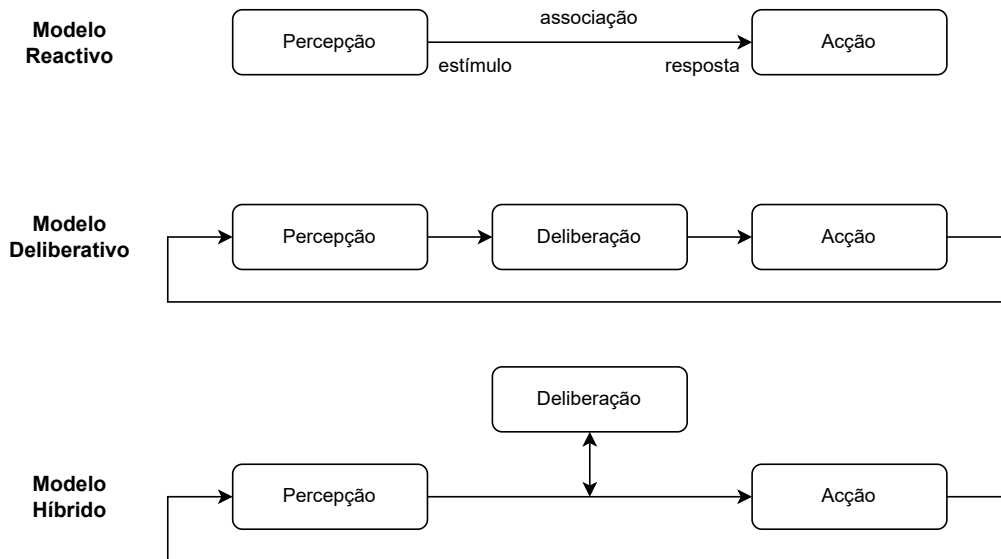 Modelo
Reactivo
Percepção
associação
estímulo
resposta
Acção
Modelo
Deliberativo
Percepção
Deliberação
Acção
Deliberação
Modelo
Híbrido
Percepção
Acção